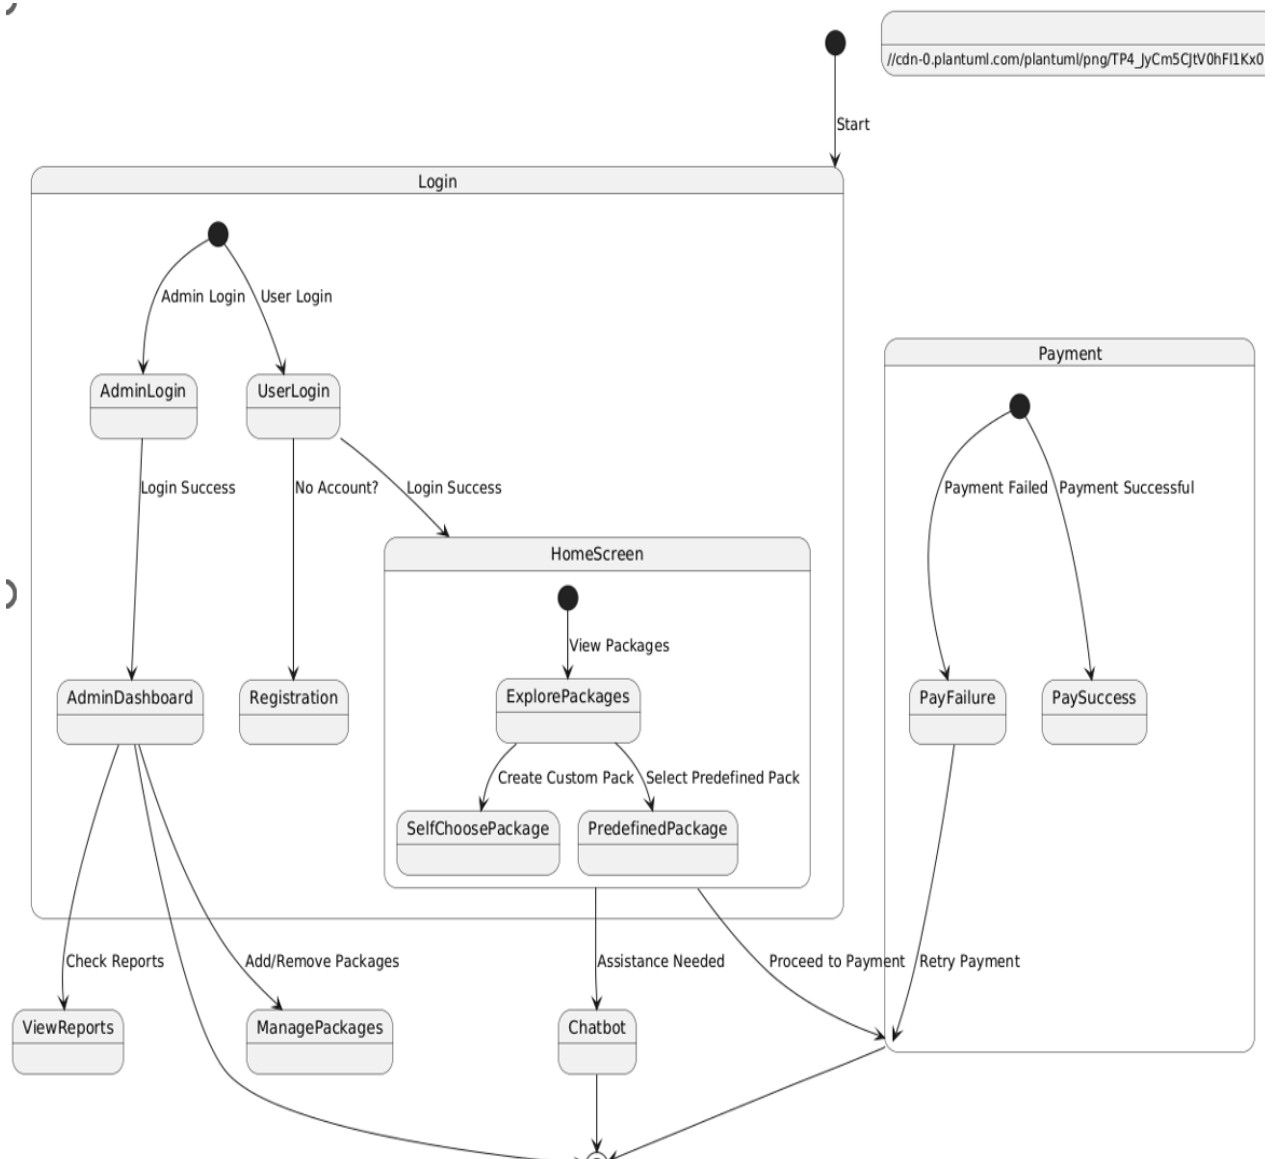 //cdn-0.plantuml.com/plantuml/png/TP4_JyCm5CJtV0hFI1Kx0
Start
Login
Admin Login
User Login
Payment
AdminLogin
UserLogin
Login Success
No Account?
Login Success
Payment Failed
Payment Successful
HomeScreen
View Packages
AdminDashboard
Registration
ExplorePackages
PayFailure
PaySuccess
Create Custom Pack
Select Predefined Pack
SelfChoosePackage
PredefinedPackage
Check Reports
Add/Remove Packages
Assistance Needed
Proceed to Payment
Retry Payment
ViewReports
ManagePackages
Chatbot